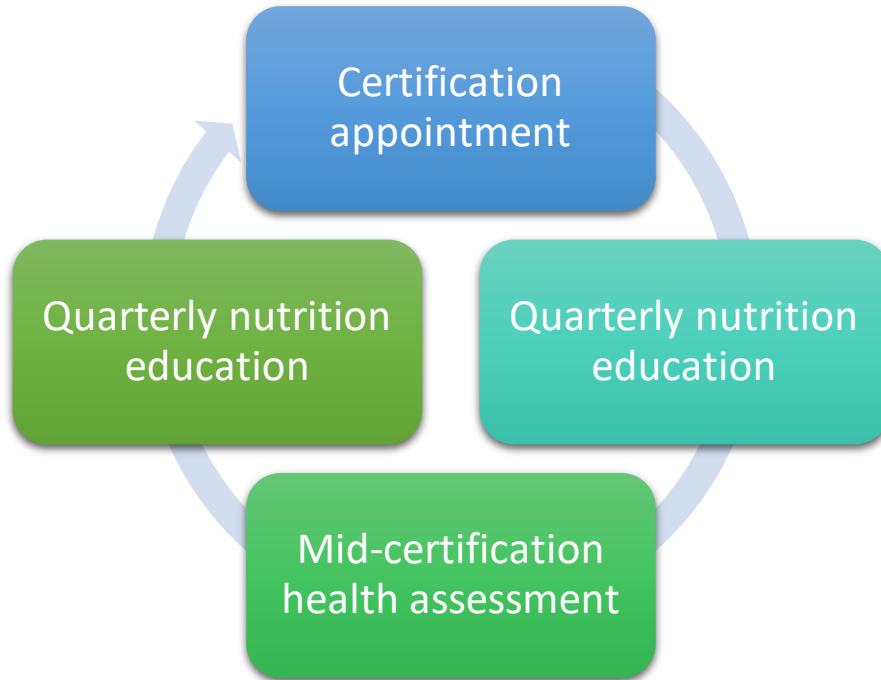 Certification
appointment
Quarterly nutrition
education
Quarterly nutrition
education
Mid-certification
health assessment